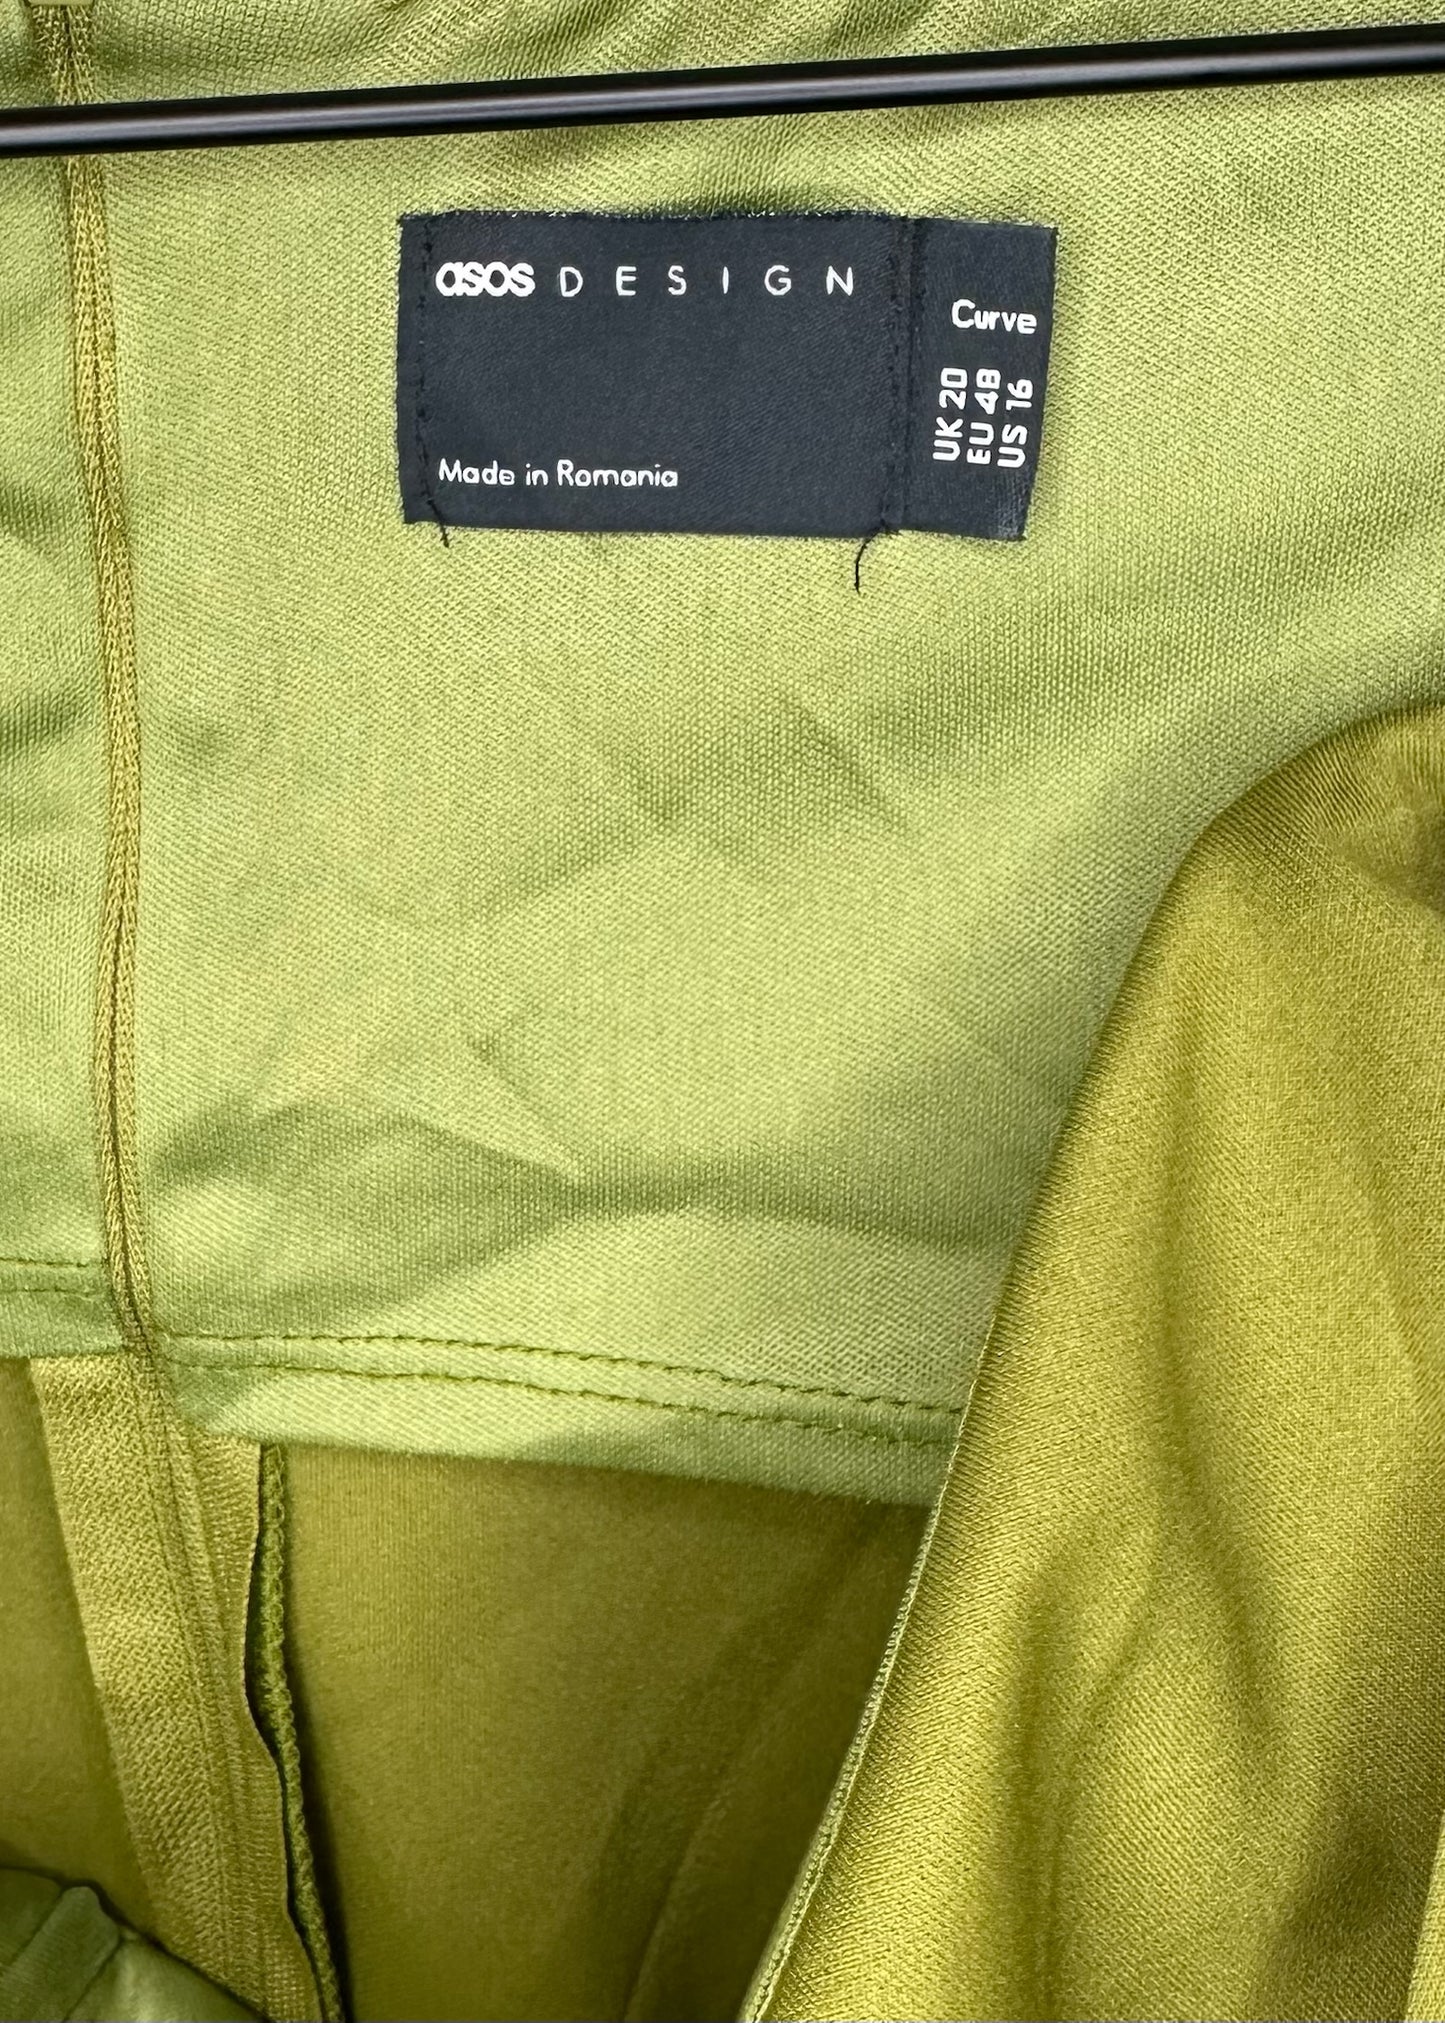 asos DESIGN
Made in Romania
Curve
UK 20
EU 48
US 16